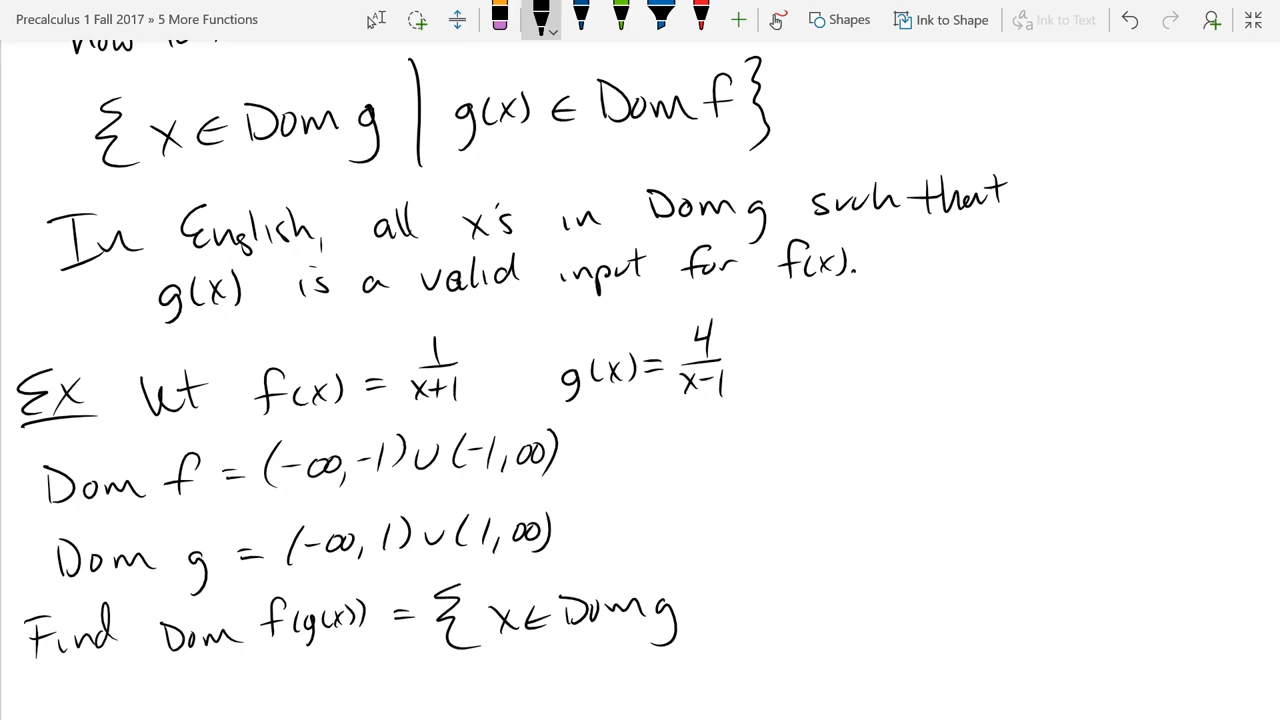 Precalculus 1 Fall 2017 » 5 More Functions
Shapes
Ink to Shape
Ink to Text
{ x ∈ Dom g | g(x) ∈ Dom f }
In English, all x's in Dom g such that
g(x) is a valid input for f(x).
Ex Let f(x) = 1/(x+1) g(x) = 4/(x-1)
Dom f = (-∞, -1) ∪ (-1, ∞)
Dom g = (-∞, 1) ∪ (1, ∞)
Find Dom f(g(x)) = { x ∈ Dom g